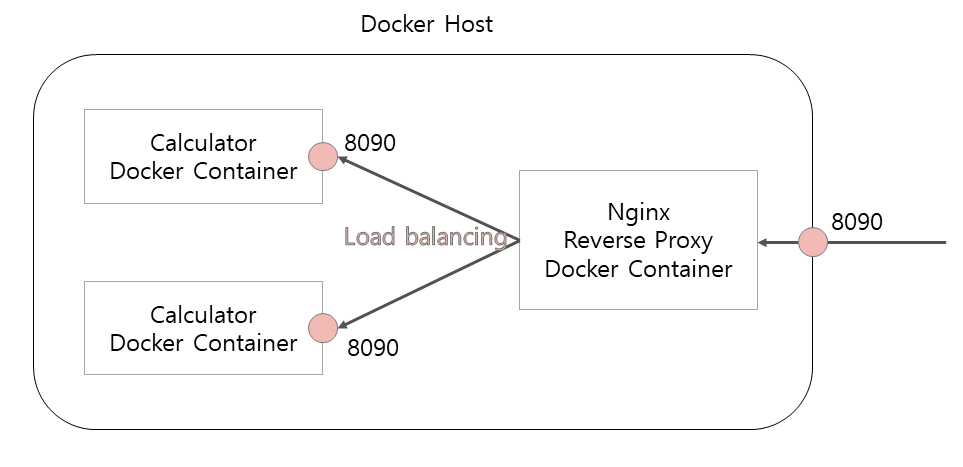 Docker Host
Calculator
Docker Container
8090
Load balancing
Nginx
Reverse Proxy
Docker Container
8090
Calculator
Docker Container
8090